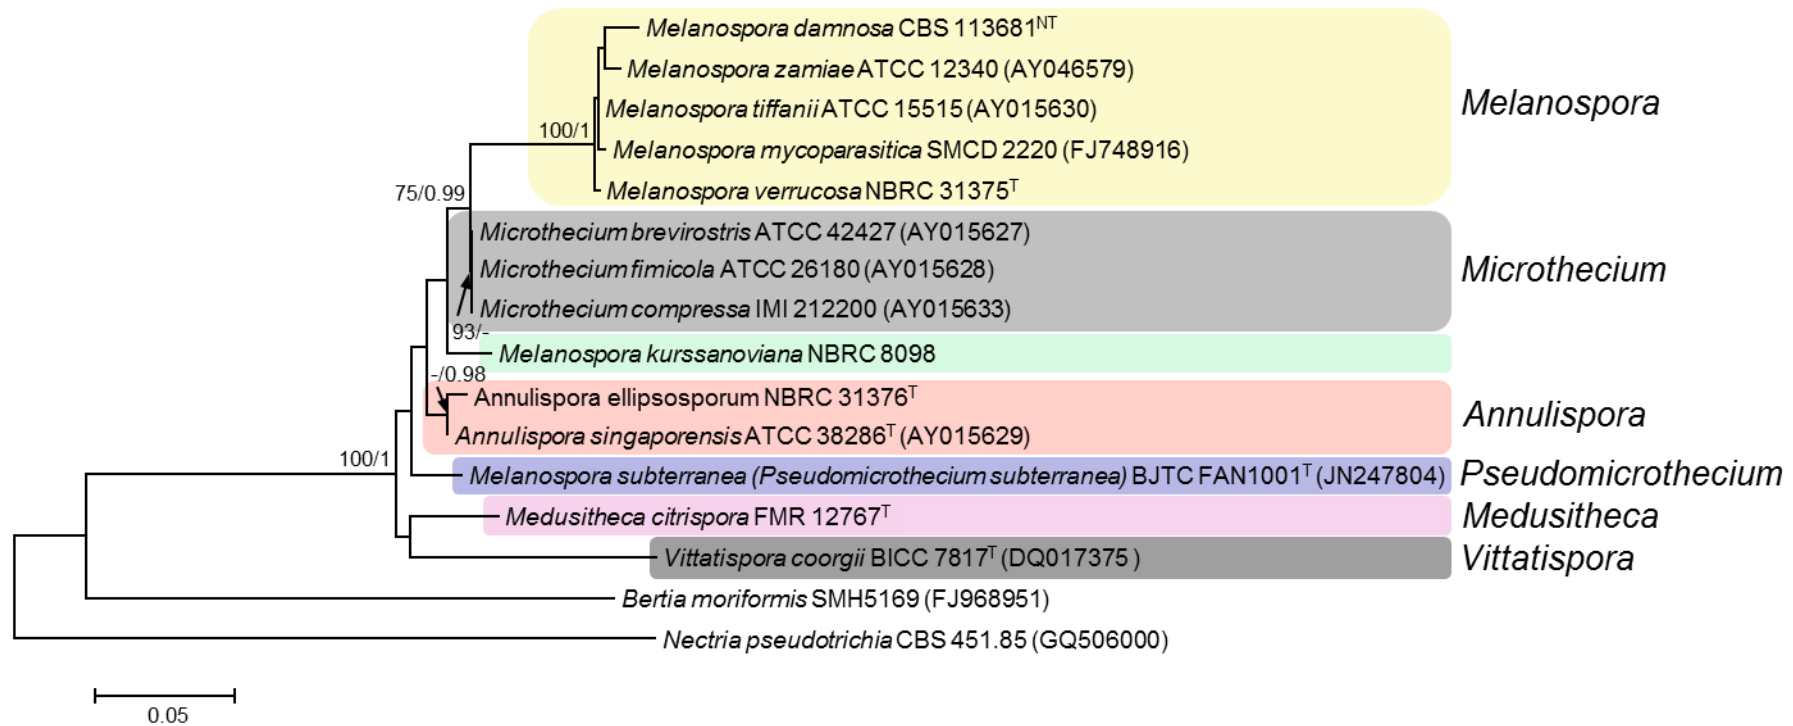 Melanospora damnosa CBS 113681NT
Melanospora zamiae ATCC 12340 (AY046579)
Melanospora
Melanospora tiffanii ATCC 15515 (AY015630)
100/1
Melanospora mycoparasitica SMCD 2220 (FJ748916)
75/0.99
Melanospora verrucosa NBRC 31375T
Microthecium brevirostris ATCC 42427 (AY015627)
Microthecium fimicola ATCC 26180 (AY015628)
Microthecium
Microthecium compressa IMI 212200 (AY015633)
93/-
Melanospora kurssanoviana NBRC 8098
-/0.98
Annulispora ellipsosporum NBRC 31376T
Annulispora
Annulispora singaporensis ATCC 38286T (AY015629)
100/1
Melanospora subterranea (Pseudomicrothecium subterranea) BJTC FAN1001T (JN247804)
Pseudomicrothecium
Medusitheca citrispora FMR 12767T
Medusitheca
Vittatispora coorgii BICC 7817T (DQ017375 )
Vittatispora
Bertia moriformis SMH5169 (FJ968951)
Nectria pseudotrichia CBS 451.85 (GQ506000)
0.05